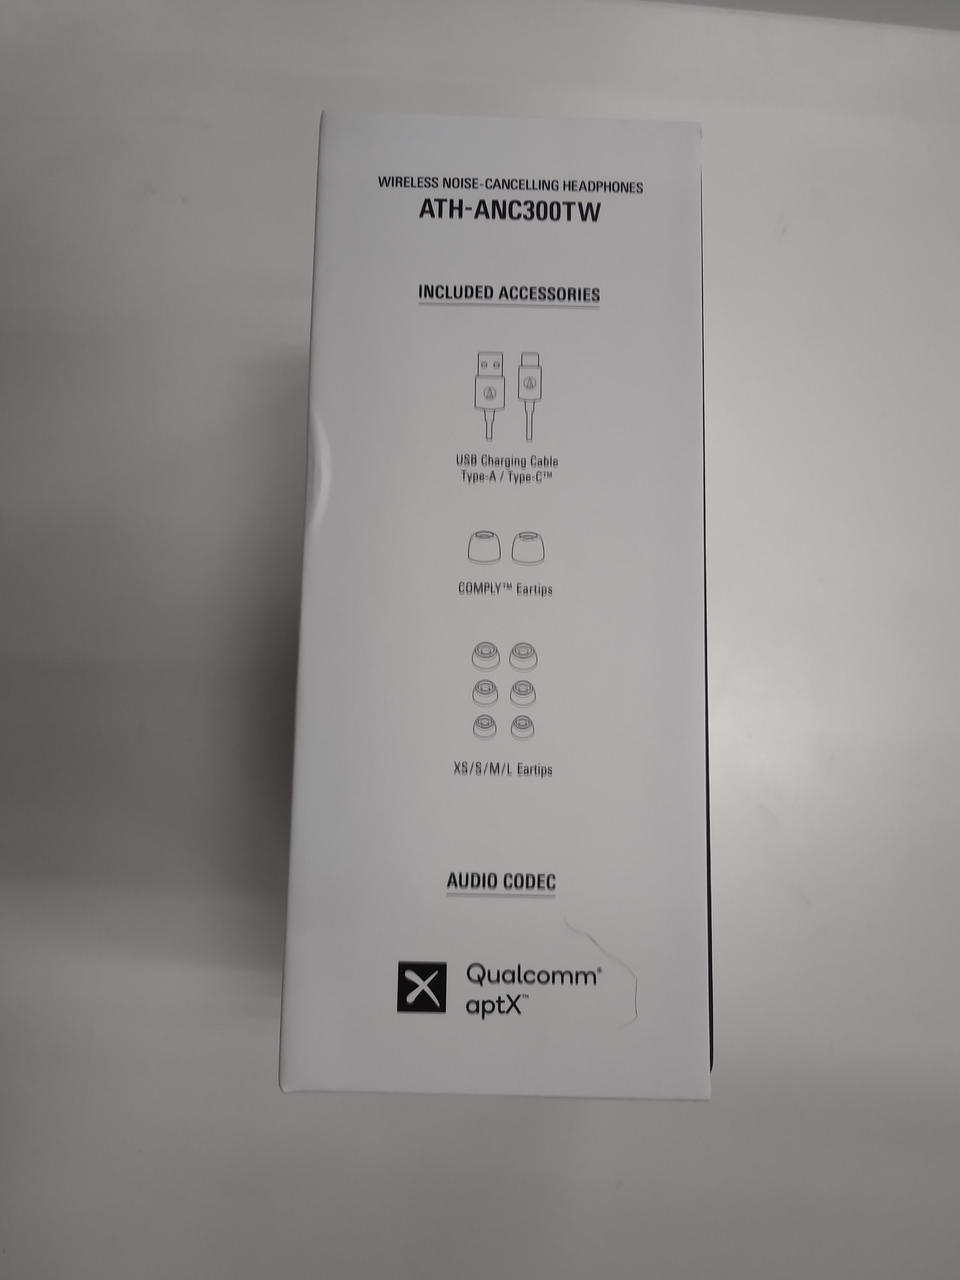 WIRELESS NOISE-CANCELLING HEADPHONES
ATH-ANC300TW
INCLUDED ACCESSORIES
USB Charging Cable
Type-A / Type-C™
COMPLY™ Eartips
XS/S/M/L Eartips
AUDIO CODEC
Qualcomm®
aptX™